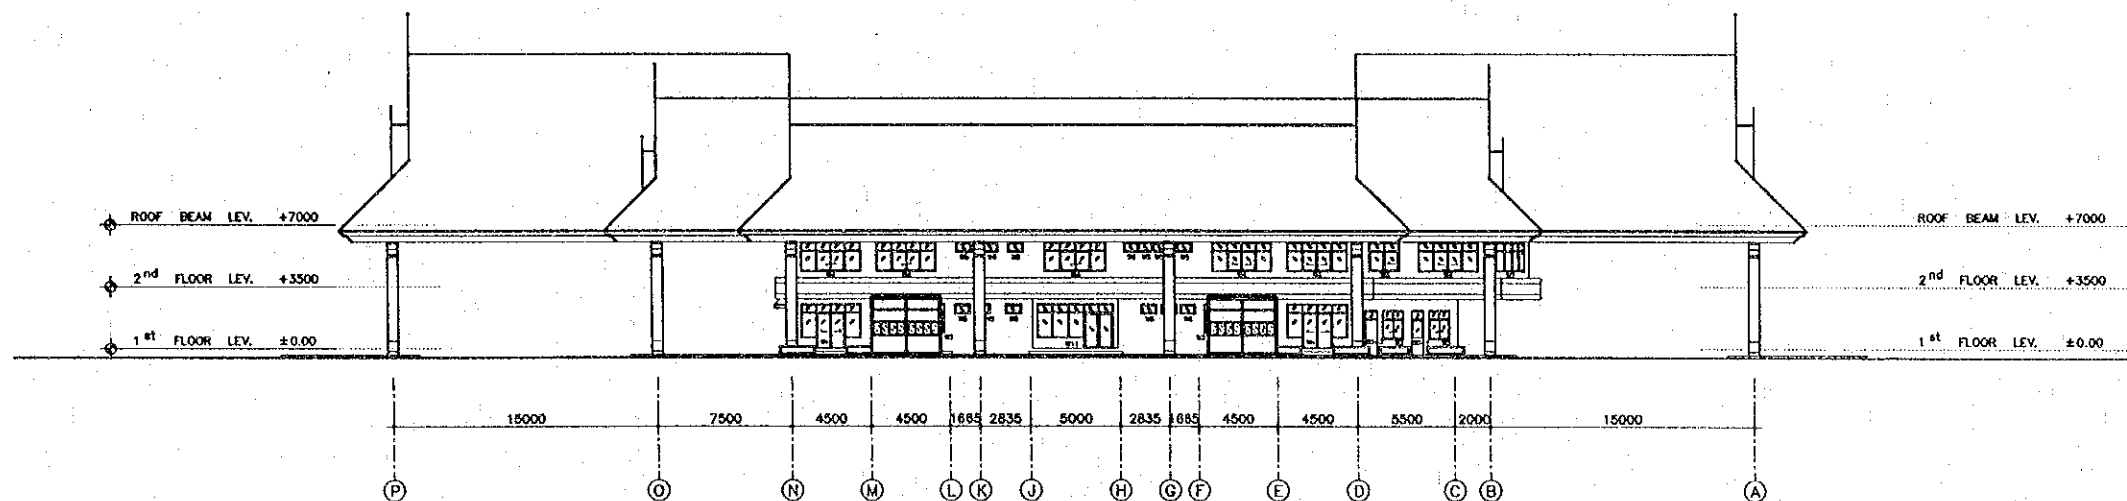 ROOF BEAM LEV. +7000
ROOF BEAM LEV. +7000
2nd FLOOR LEV. +3500
2nd FLOOR LEV. +3500
1st FLOOR LEV. ±0.00
1st FLOOR LEV. ±0.00
15000 7500 4500 4500 1685 2835 5000 2835 1685 4500 4500 5500 2000 15000
P O N M L K J H G F E D C B A